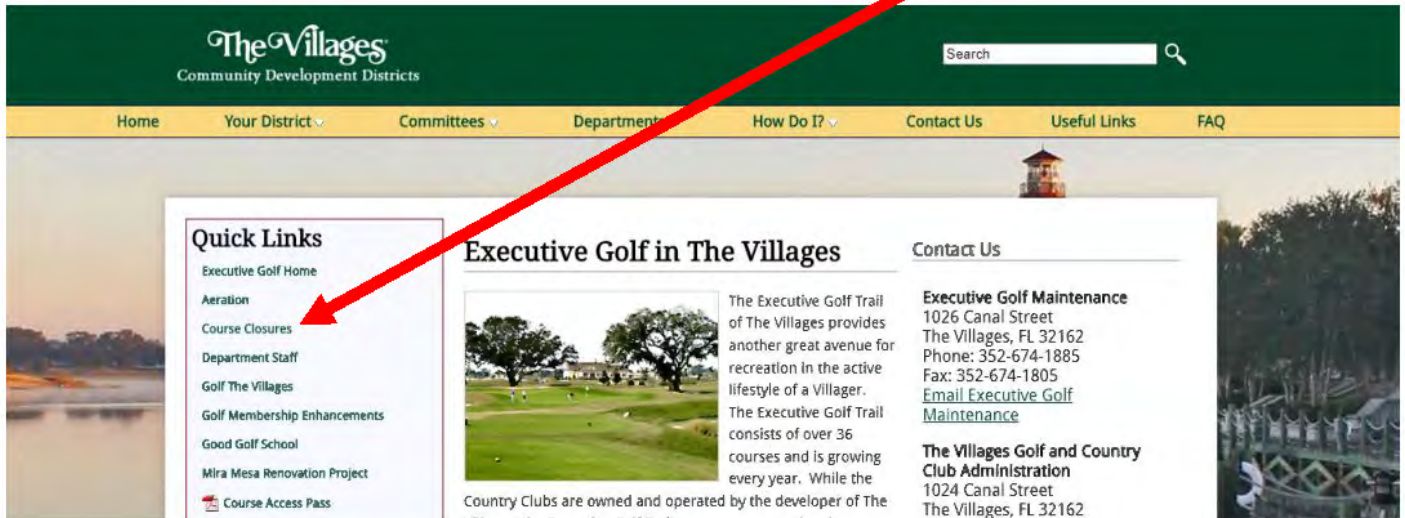 The Villages
Community Development Districts
Search
Home Your District Committees Departments How Do I? Contact Us Useful Links FAQ
Quick Links
Executive Golf Home
Aeration
Course Closures
Department Staff
Golf The Villages
Golf Membership Enhancements
Good Golf School
Mira Mesa Renovation Project
Course Access Pass
Executive Golf in The Villages
The Executive Golf Trail
of The Villages provides
another great avenue for
recreation in the active
lifestyle of a Villager.
The Executive Golf Trail
consists of over 36
courses and is growing
every year. While the
Country Clubs are owned and operated by the developer of The
Contact Us
Executive Golf Maintenance
1026 Canal Street
The Villages, FL 32162
Phone: 352-674-1885
Fax: 352-674-1805
Email Executive Golf
Maintenance
The Villages Golf and Country
Club Administration
1024 Canal Street
The Villages, FL 32162